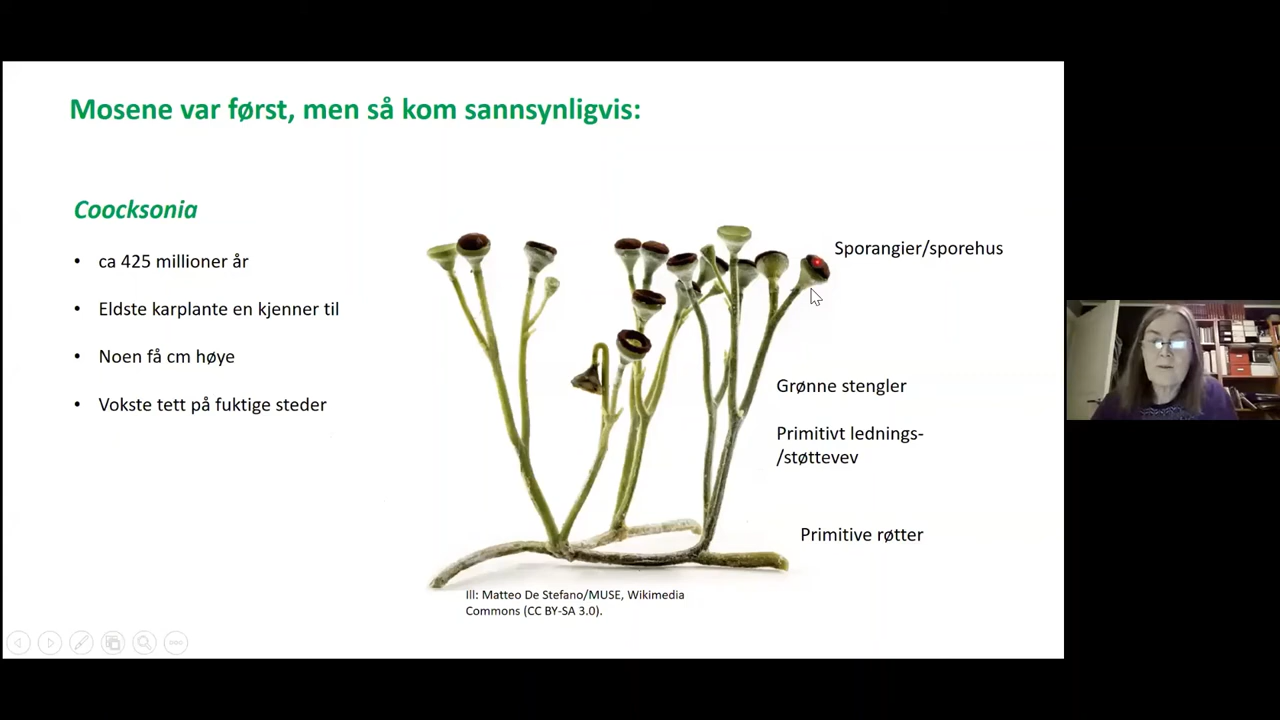 Mosene var først, men så kom sannsynligvis:
Coocksonia
• ca 425 millioner år
• Eldste karplante en kjenner til
• Noen få cm høye
• Vokste tett på fuktige steder
Sporangier/sporehus
Grønne stengler
Primitivt lednings-
/støttevev
Primitive røtter
Ill: Matteo De Stefano/MUSE, Wikimedia
Commons (CC BY-SA 3.0).